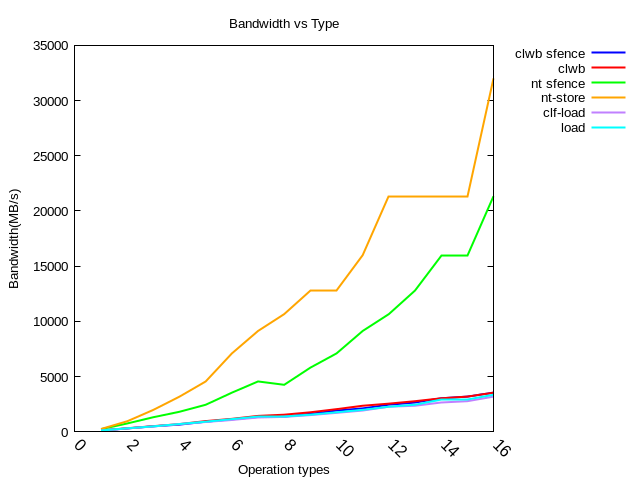 Bandwidth vs Type
35000
30000
25000
20000
15000
10000
5000
0
Bandwidth(MB/s)
0 2 4 6 8 10 12 14 16
Operation types
clwb sfence
clwb
nt sfence
nt-store
clf-load
load